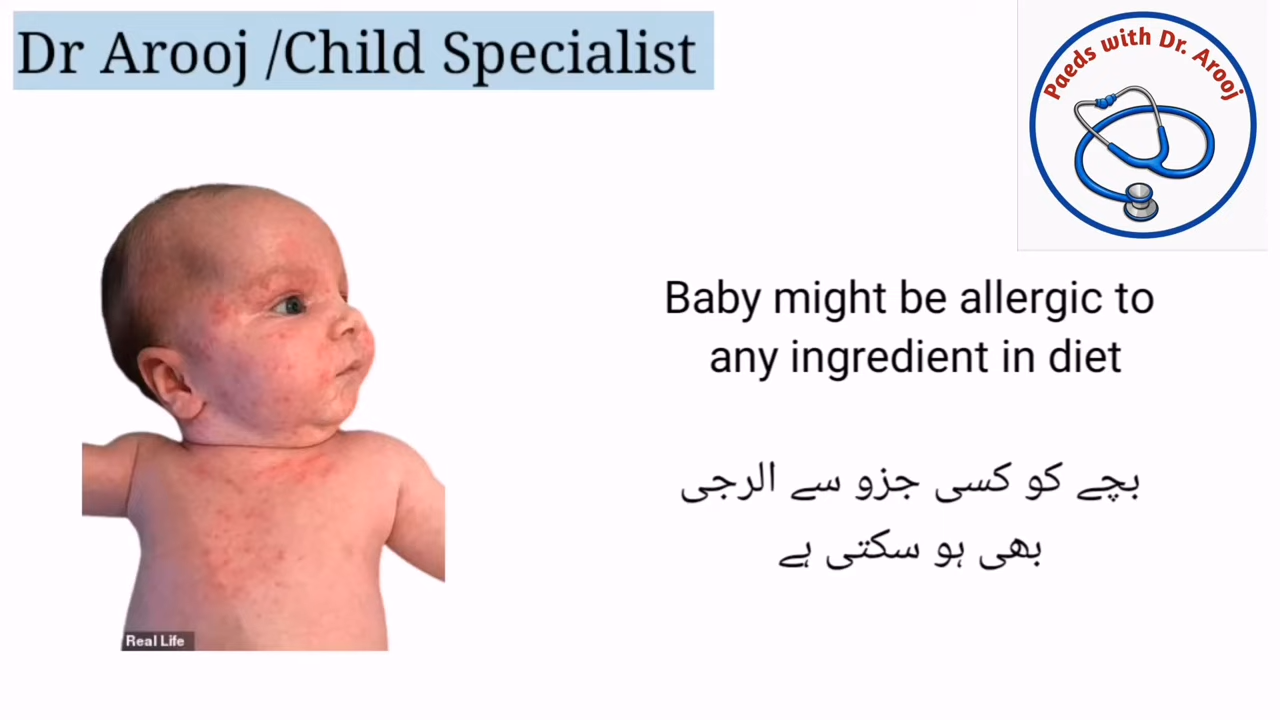 Dr Arooj /Child Specialist
Paeds with Dr. Arooj
Baby might be allergic to
any ingredient in diet
بچے کو کسی جزو سے الرجی
بھی ہو سکتی ہے
Real Life